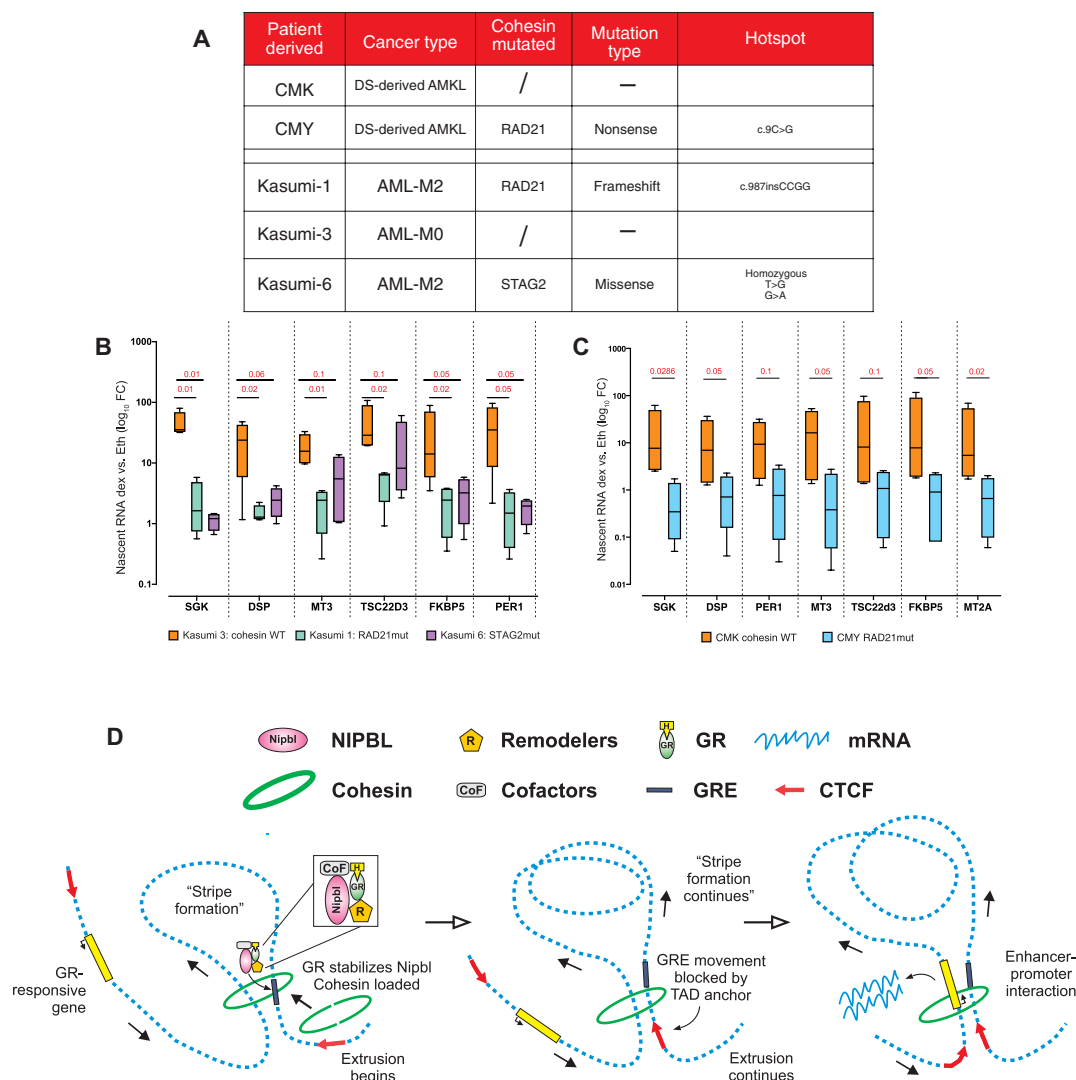 A
Patient derived | Cancer type | Cohesin mutated | Mutation type | Hotspot
CMK | DS-derived AMKL | / | –
CMY | DS-derived AMKL | RAD21 | Nonsense | c.9C>G
Kasumi-1 | AML-M2 | RAD21 | Frameshift | c.987insCCGG
Kasumi-3 | AML-M0 | / | –
Kasumi-6 | AML-M2 | STAG2 | Missense | Homozygous T>G G>A
B
Nascent RNA dex vs. Eth (log10 FC)
1000
100
10
1
0.1
0.01 0.06 0.1 0.1 0.05 0.05
0.01 0.02 0.01 0.02 0.02 0.05
SGK DSP MT3 TSC22D3 FKBP5 PER1
Kasumi 3: cohesin WT Kasumi 1: RAD21mut Kasumi 6: STAG2mut
C
Nascent RNA dex vs. Eth (log10 FC)
1000
100
10
1
0.1
0.01
0.0286 0.05 0.1 0.05 0.1 0.05 0.02
SGK DSP PER1 MT3 TSC22d3 FKBP5 MT2A
CMK cohesin WT CMY RAD21mut
D
Nipbl NIPBL R Remodelers H GR GR mRNA
Cohesin CoF Cofactors GRE CTCF
"Stripe
formation"
CoF H
Nipbl GR
R
GR-
responsive
gene
GR stabilizes Nipbl
Cohesin loaded
Extrusion
begins
"Stripe
formation
continues"
GRE movement
blocked by
TAD anchor
Extrusion
continues
Enhancer-
promoter
interaction